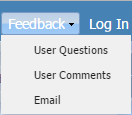 Feedback Log In
User Questions
User Comments
Email